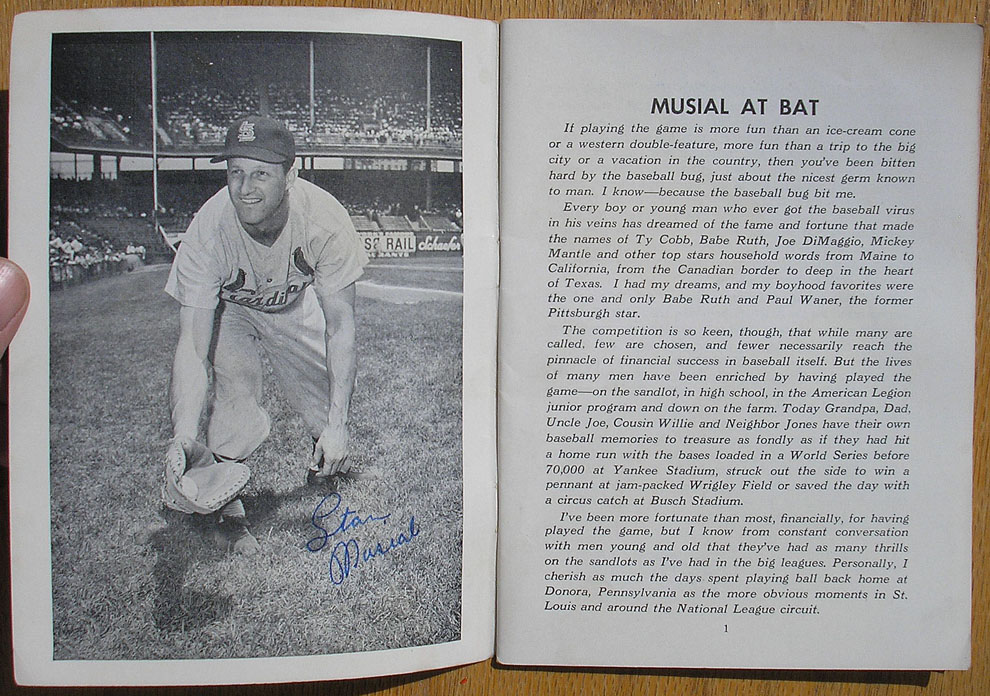 Cardinals
SS RAIL
Schaefer
Stan
Musial
MUSIAL AT BAT
If playing the game is more fun than an ice-cream cone
or a western double-feature, more fun than a trip to the big
city or a vacation in the country, then you've been bitten
hard by the baseball bug, just about the nicest germ known
to man. I know—because the baseball bug bit me.
Every boy or young man who ever got the baseball virus
in his veins has dreamed of the fame and fortune that made
the names of Ty Cobb, Babe Ruth, Joe DiMaggio, Mickey
Mantle and other top stars household words from Maine to
California, from the Canadian border to deep in the heart
of Texas. I had my dreams, and my boyhood favorites were
the one and only Babe Ruth and Paul Waner, the former
Pittsburgh star.
The competition is so keen, though, that while many are
called, few are chosen, and fewer necessarily reach the
pinnacle of financial success in baseball itself. But the lives
of many men have been enriched by having played the
game—on the sandlot, in high school, in the American Legion
junior program and down on the farm. Today Grandpa, Dad,
Uncle Joe, Cousin Willie and Neighbor Jones have their own
baseball memories to treasure as fondly as if they had hit
a home run with the bases loaded in a World Series before
70,000 at Yankee Stadium, struck out the side to win a
pennant at jam-packed Wrigley Field or saved the day with
a circus catch at Busch Stadium.
I've been more fortunate than most, financially, for having
played the game, but I know from constant conversation
with men young and old that they've had as many thrills
on the sandlots as I've had in the big leagues. Personally, I
cherish as much the days spent playing ball back home at
Donora, Pennsylvania as the more obvious moments in St.
Louis and around the National League circuit.
1